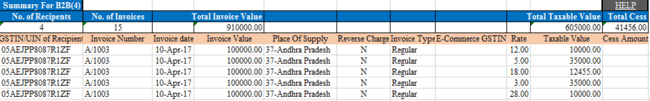 Summary For B2B(4) HELP
No. of Recipents No. of Invoices Total Invoice Value Total Taxable Value Total Cess
4 15 910000.00 605000.00 41456.00
GSTIN/UIN of Recipient Invoice Number Invoice date Invoice Value Place Of Supply Reverse Charge Invoice Type E-Commerce GSTIN Rate Taxable Value Cess Amount
05AEJPP8087R1ZF A/1003 10-Apr-17 100000.00 37-Andhra Pradesh N Regular 12.00 10000.00
05AEJPP8087R1ZF A/1003 10-Apr-17 100000.00 37-Andhra Pradesh N Regular 5.00 35000.00
05AEJPP8087R1ZF A/1003 10-Apr-17 100000.00 37-Andhra Pradesh N Regular 18.00 12455.00
05AEJPP8087R1ZF A/1003 10-Apr-17 100000.00 37-Andhra Pradesh N Regular 3.00 35000.00
05AEJPP8087R1ZF A/1003 10-Apr-17 100000.00 37-Andhra Pradesh N Regular 28.00 10000.00